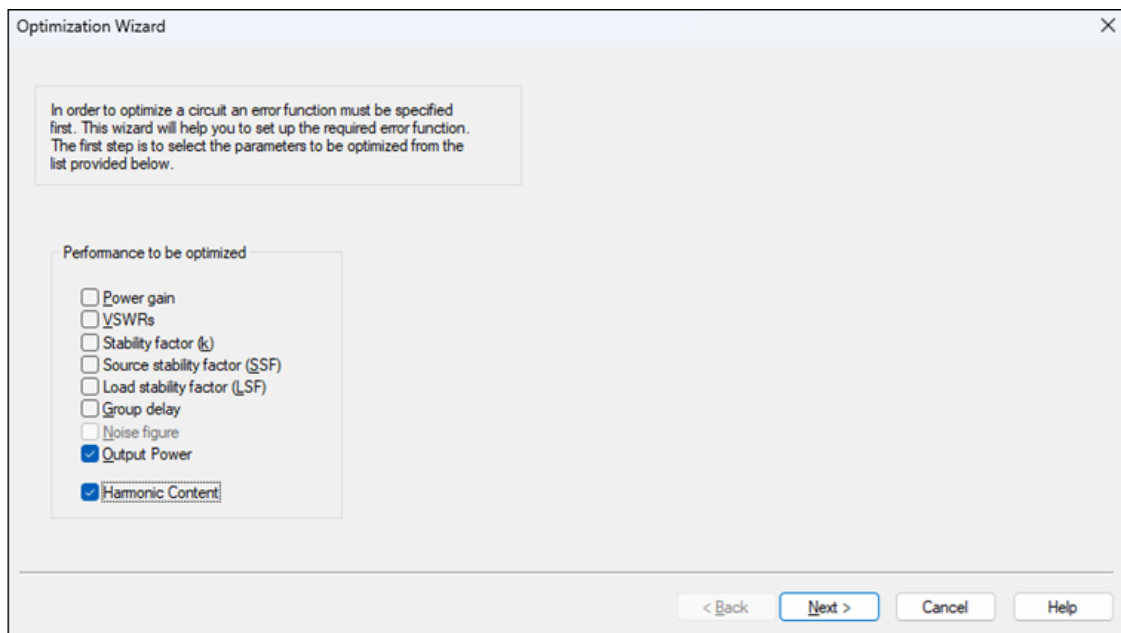 Optimization Wizard
In order to optimize a circuit an error function must be specified
first. This wizard will help you to set up the required error function.
The first step is to select the parameters to be optimized from the
list provided below.
Performance to be optimized
Power gain
VSWRs
Stability factor (k)
Source stability factor (SSF)
Load stability factor (LSF)
Group delay
Noise figure
Output Power
Harmonic Content
< Back Next > Cancel Help